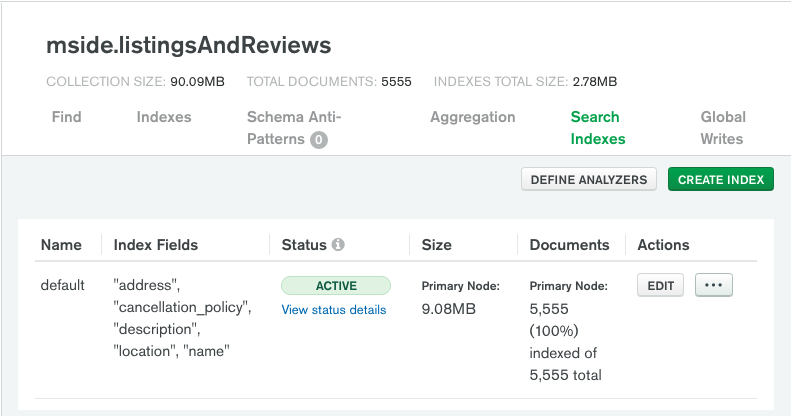 mside.listingsAndReviews
COLLECTION SIZE: 90.09MB TOTAL DOCUMENTS: 5555 INDEXES TOTAL SIZE: 2.78MB
Find Indexes Schema Anti-Patterns 0 Aggregation Search Indexes Global Writes
DEFINE ANALYZERS CREATE INDEX
Name Index Fields Status i Size Documents Actions
default
"address",
"cancellation_policy",
"description",
"location", "name"
ACTIVE
View status details
Primary Node:
9.08MB
Primary Node:
5,555
(100%)
indexed of
5,555 total
EDIT ...